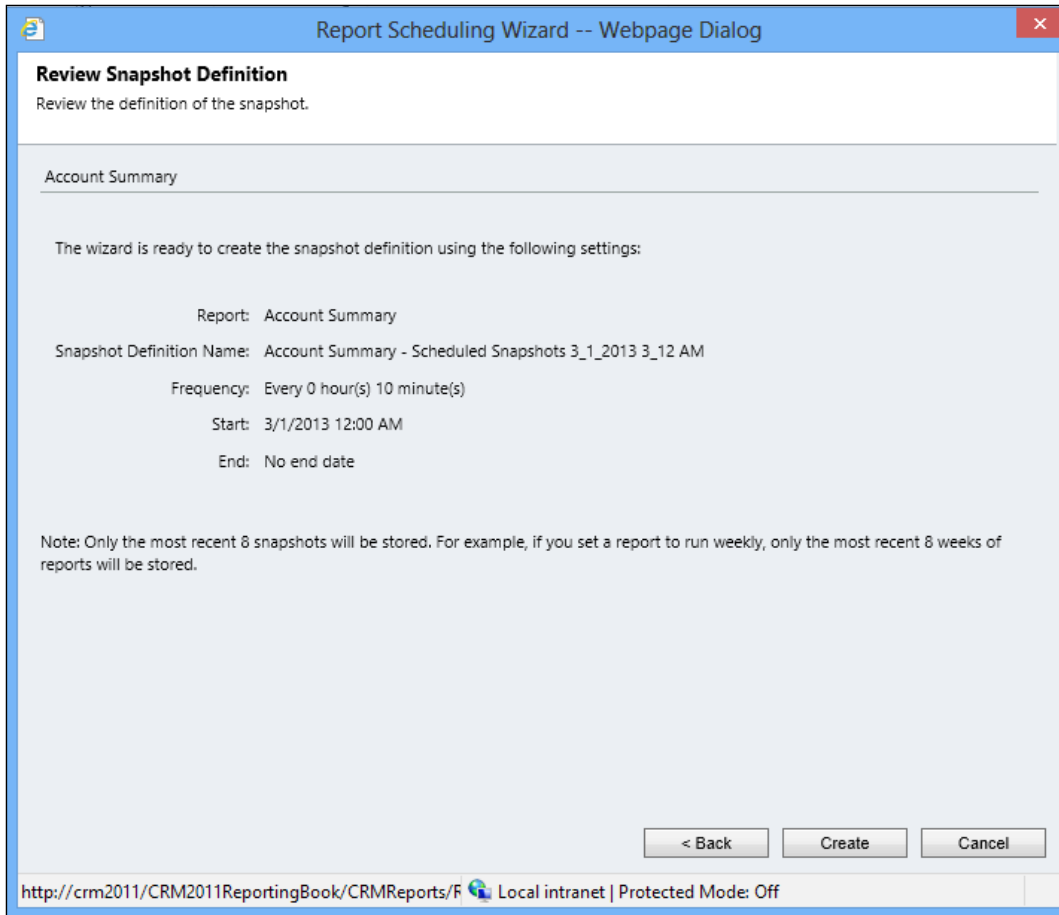 Report Scheduling Wizard -- Webpage Dialog
Review Snapshot Definition
Review the definition of the snapshot.
Account Summary
The wizard is ready to create the snapshot definition using the following settings:
Report: Account Summary
Snapshot Definition Name: Account Summary - Scheduled Snapshots 3_1_2013 3_12 AM
Frequency: Every 0 hour(s) 10 minute(s)
Start: 3/1/2013 12:00 AM
End: No end date
Note: Only the most recent 8 snapshots will be stored. For example, if you set a report to run weekly, only the most recent 8 weeks of
reports will be stored.
< Back Create Cancel
http://crm2011/CRM2011ReportingBook/CRMReports/R Local intranet | Protected Mode: Off